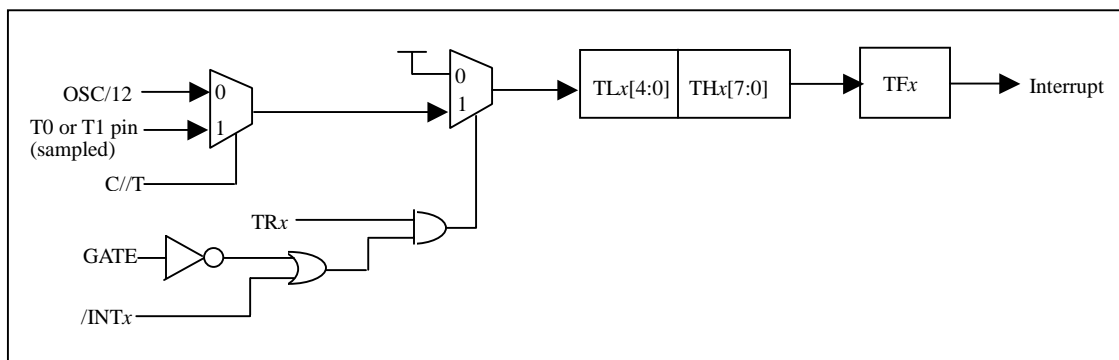 OSC/12
0
1
T0 or T1 pin
(sampled)
C//T
0
1
TLx[4:0]
THx[7:0]
TFx
Interrupt
TRx
GATE
/INTx